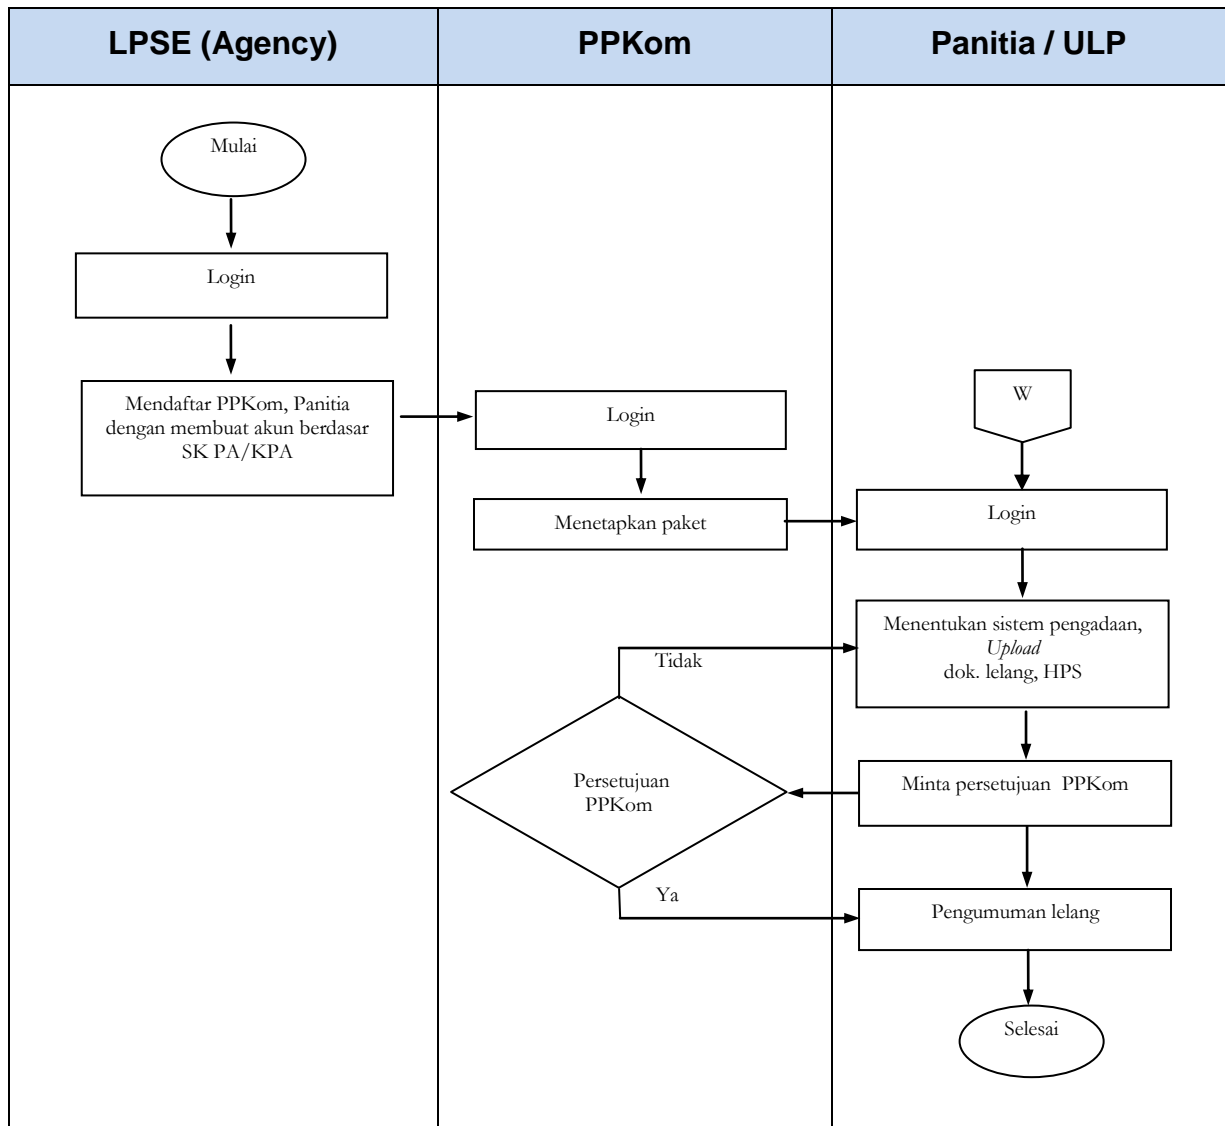 LPSE (Agency)
PPKom
Panitia / ULP
Mulai
Login
Mendaftar PPKom, Panitia
dengan membuat akun berdasar
SK PA/KPA
Login
Menetapkan paket
W
Login
Menentukan sistem pengadaan,
Upload
dok. lelang, HPS
Tidak
Persetujuan
PPKom
Minta persetujuan  PPKom
Ya
Pengumuman lelang
Selesai